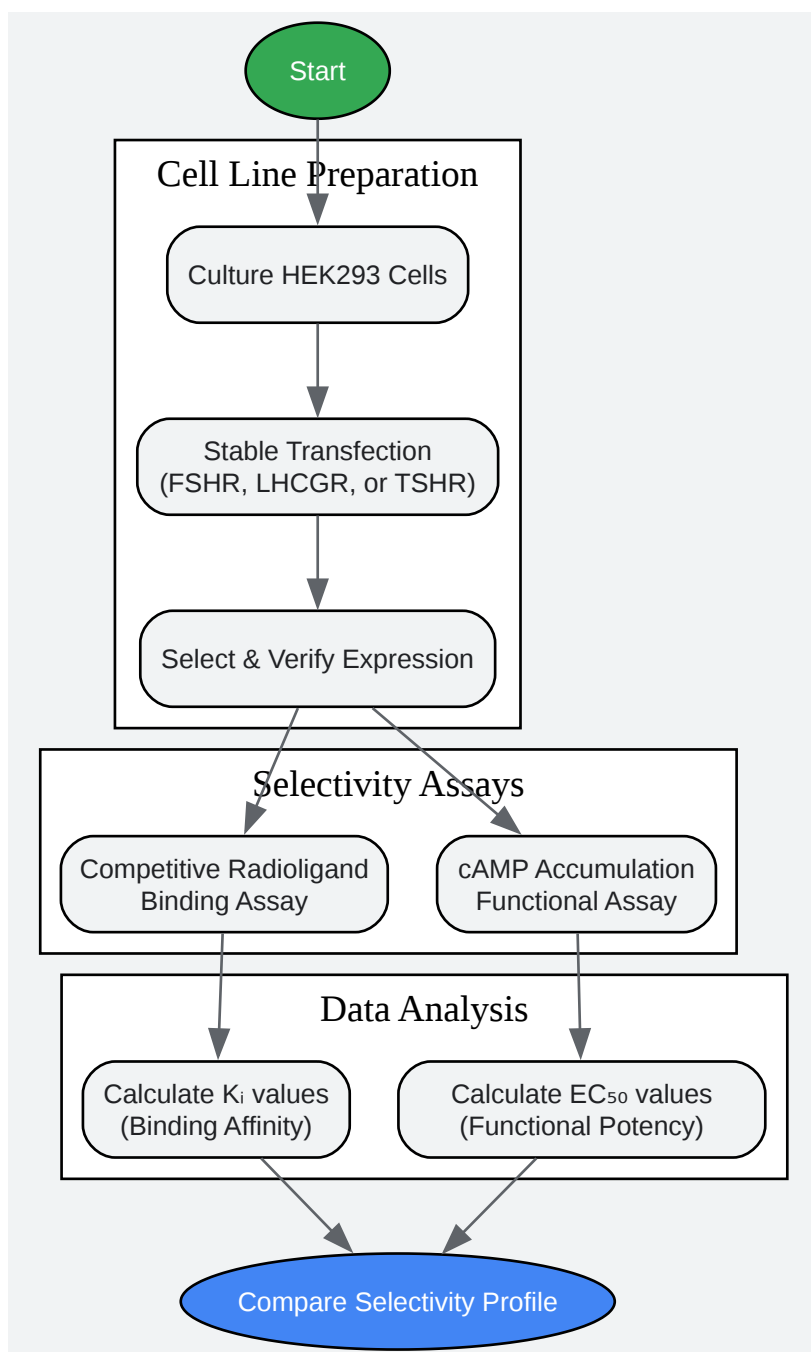 Start
Cell Line Preparation
Culture HEK293 Cells
Stable Transfection
(FSHR, LHCGR, or TSHR)
Select & Verify Expression
Selectivity Assays
Competitive Radioligand
Binding Assay
cAMP Accumulation
Functional Assay
Data Analysis
Calculate Kᵢ values
(Binding Affinity)
Calculate EC₅₀ values
(Functional Potency)
Compare Selectivity Profile